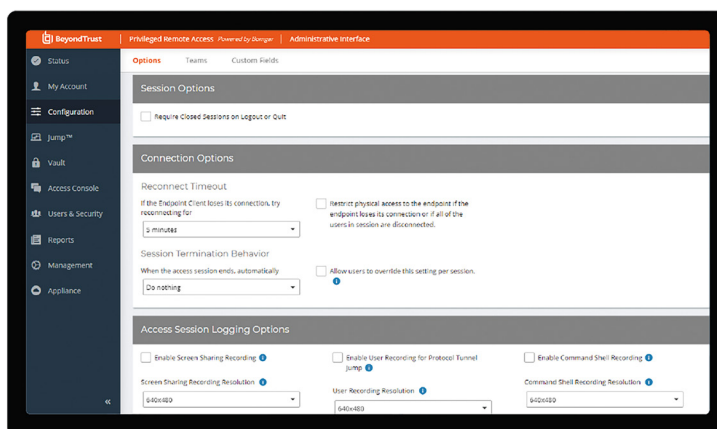 BeyondTrust
Privileged Remote Access Powered by Bomgar
Administrative Interface
Status
My Account
Configuration
Jump™
Vault
Access Console
Users & Security
Reports
Management
Appliance
«
Options Teams Custom Fields
Session Options
Require Closed Sessions on Logout or Quit
Connection Options
Reconnect Timeout
If the Endpoint Client loses its connection, try
reconnecting for
5 minutes
Restrict physical access to the endpoint if the
endpoint loses its connection or if all of the
users in session are disconnected.
Session Termination Behavior
When the access session ends, automatically
Do nothing
Allow users to override this setting per session.
Access Session Logging Options
Enable Screen Sharing Recording
Screen Sharing Recording Resolution
640x480
Enable User Recording for Protocol Tunnel
Jump
User Recording Resolution
640x480
Enable Command Shell Recording
Command Shell Recording Resolution
640x480